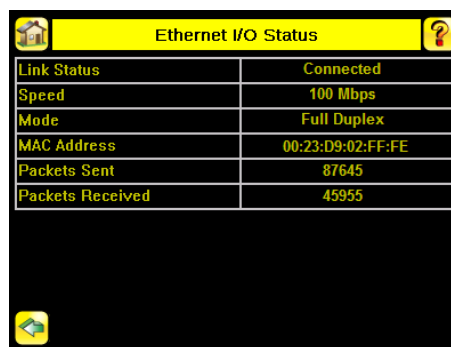 Ethernet I/O Status
?
Link Status Connected
Speed 100 Mbps
Mode Full Duplex
MAC Address 00:23:D9:02:FF:FE
Packets Sent 87645
Packets Received 45955